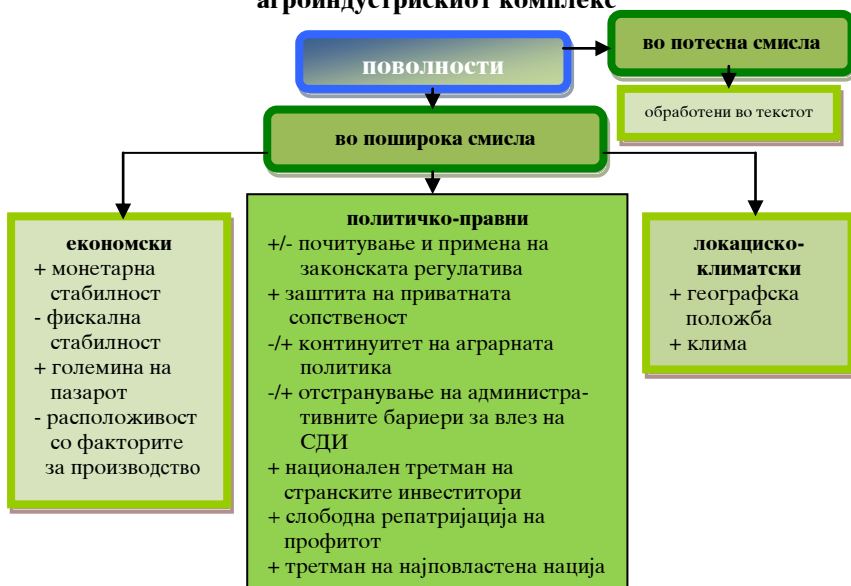 агроиндустрискиот комплекс
поволности
во потесна смисла
обработени во текстот
во поширока смисла
економски
+ монетарна
стабилност
- фискална
стабилност
+ големина на
пазарот
- расположивост
со факторите
за производство
политичко-правни
+/- почитување и примена на
законската регулатива
+ заштита на приватната
сопственост
-/+ континуитет на аграрната
политика
-/+ отстранување на администра-
тивните бариери за влез на
СДИ
+ национален третман на
странските инвеститори
+ слободна репатријација на
профитот
+ третман на најповластена нација
локациско-
климатски
+ географска
положба
+ клима